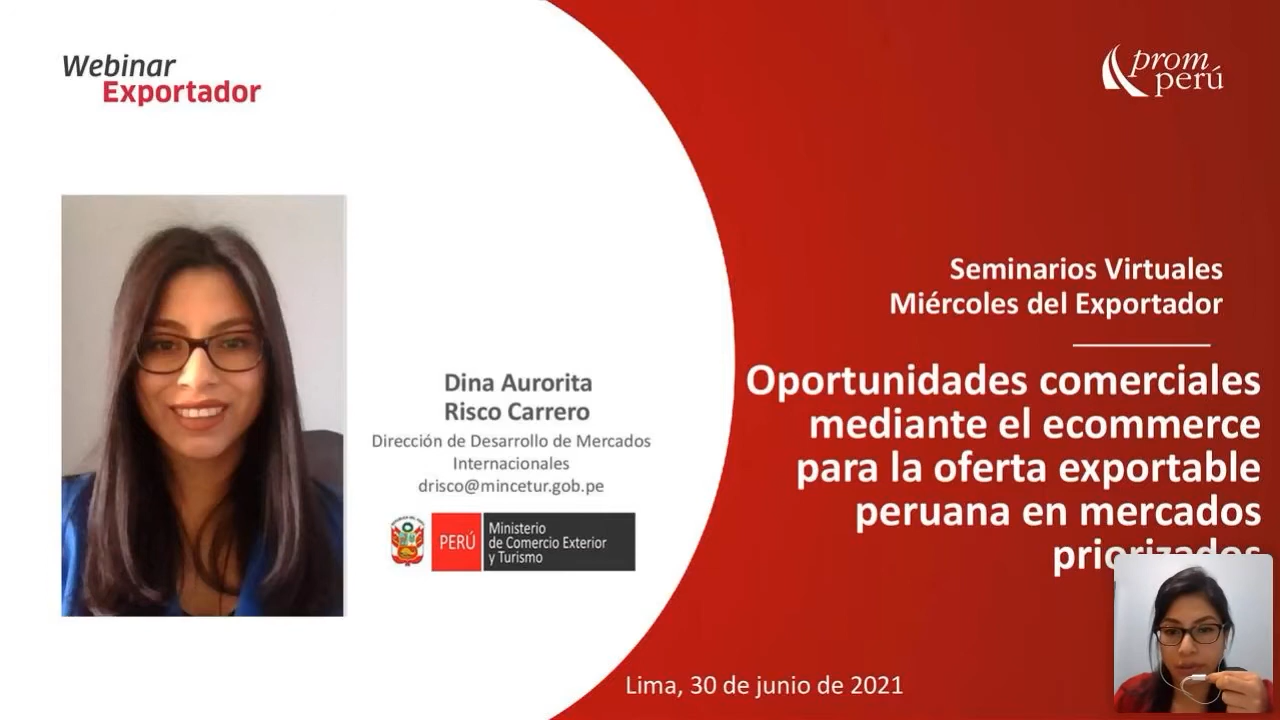 Webinar
Exportador
prom
perú
Seminarios Virtuales
Miércoles del Exportador
Oportunidades comerciales
mediante el ecommerce
para la oferta exportable
peruana en mercados
priorizados
Dina Aurorita
Risco Carrero
Dirección de Desarrollo de Mercados
Internacionales
drisco@mincetur.gob.pe
PERÚ
Ministerio
de Comercio Exterior
y Turismo
Lima, 30 de junio de 2021